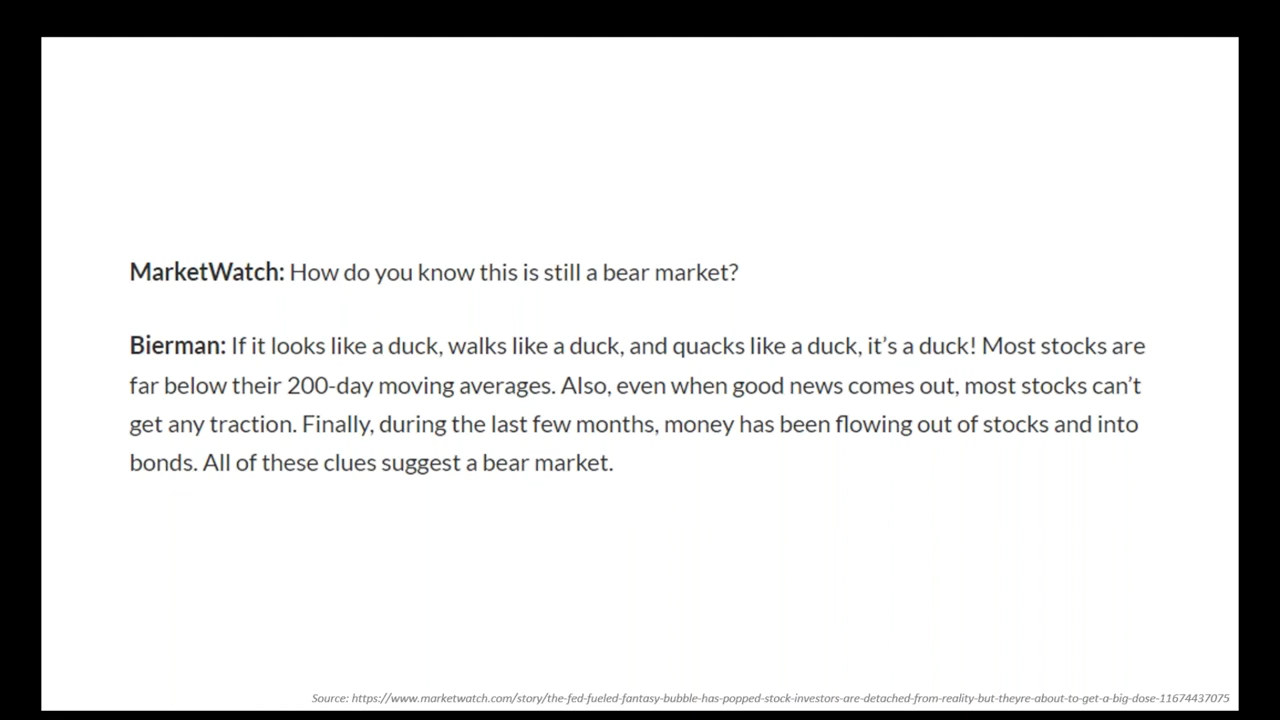 MarketWatch: How do you know this is still a bear market?
Bierman: If it looks like a duck, walks like a duck, and quacks like a duck, it’s a duck! Most stocks are
far below their 200-day moving averages. Also, even when good news comes out, most stocks can’t
get any traction. Finally, during the last few months, money has been flowing out of stocks and into
bonds. All of these clues suggest a bear market.
Source: https://www.marketwatch.com/story/the-fed-fueled-fantasy-bubble-has-popped-stock-investors-are-detached-from-reality-but-theyre-about-to-get-a-big-dose-11674437075